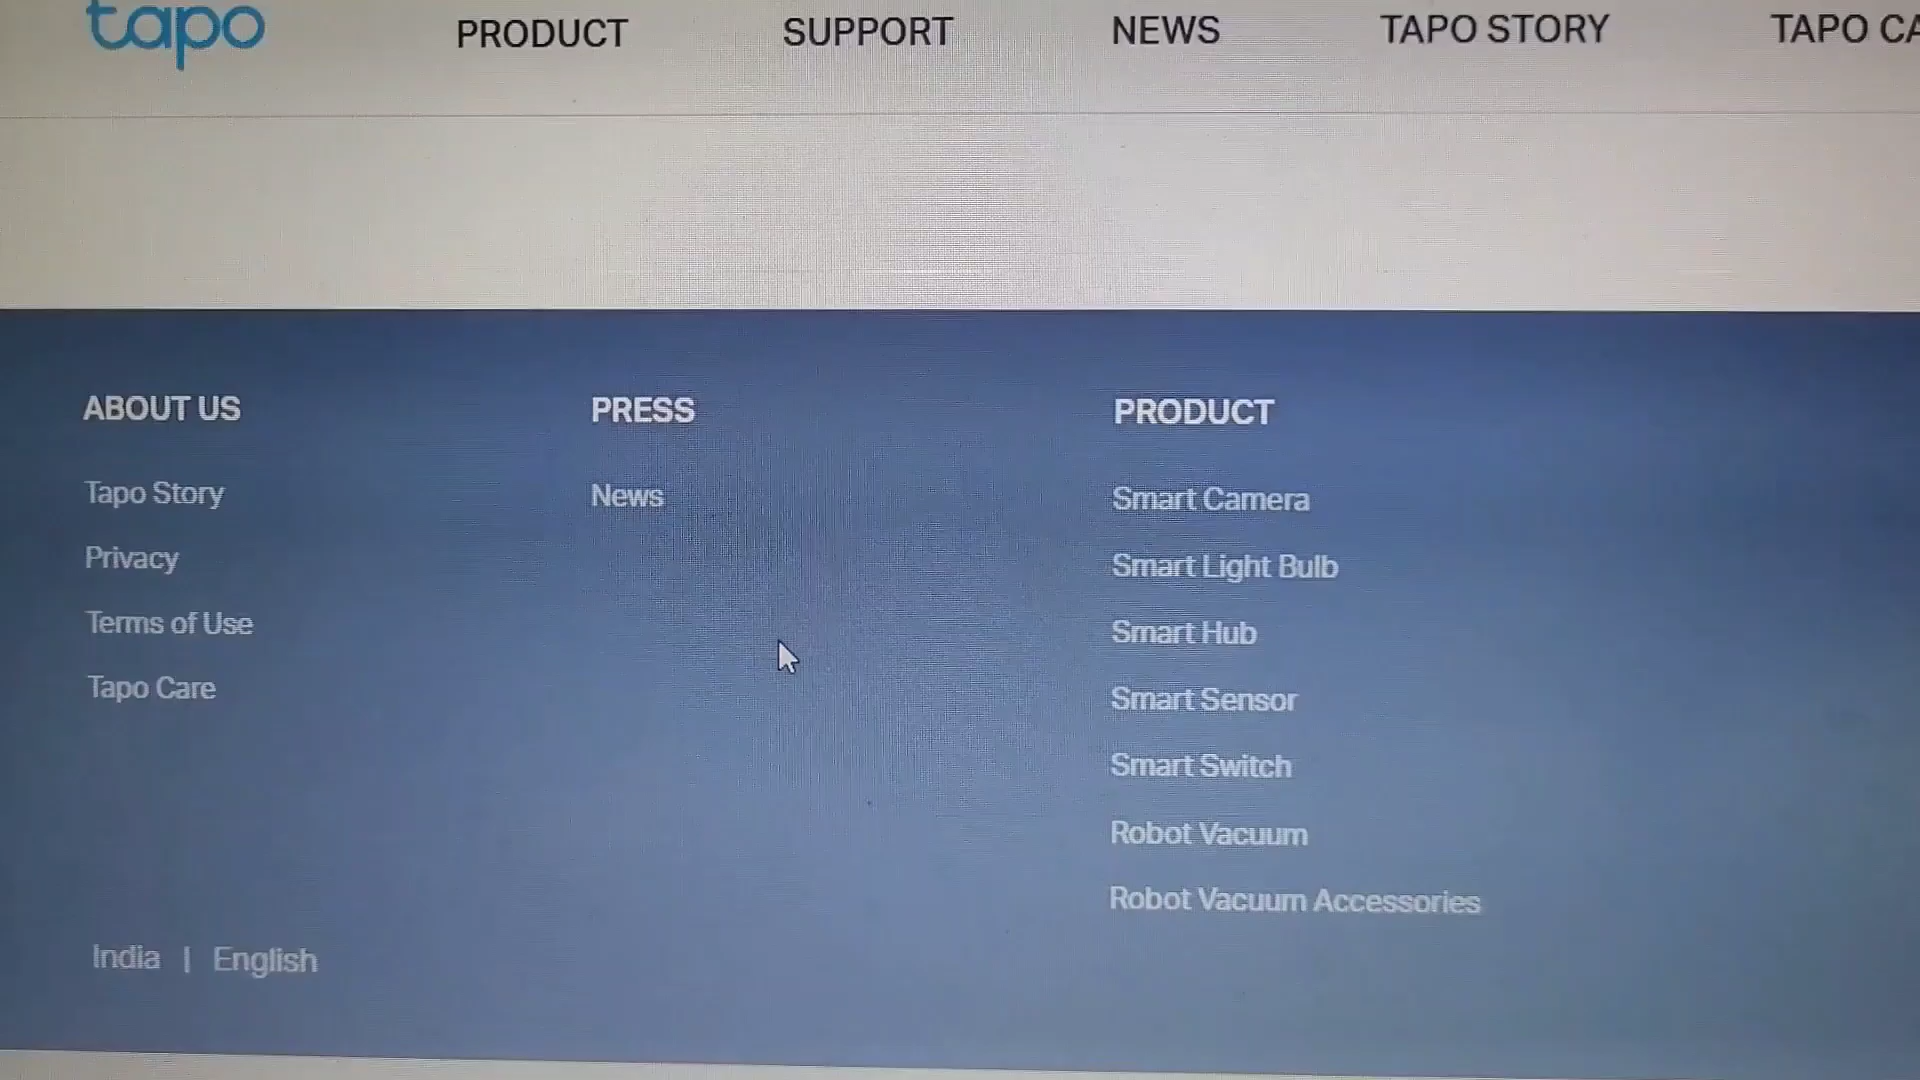 tapo
PRODUCT
SUPPORT
NEWS
TAPO STORY
TAPO
ABOUT US
Tapo Story
Privacy
Terms of Use
Tapo Care
PRESS
News
PRODUCT
Smart Camera
Smart Light Bulb
Smart Hub
Smart Sensor
Smart Switch
Robot Vacuum
Robot Vacuum Accessories
India | English